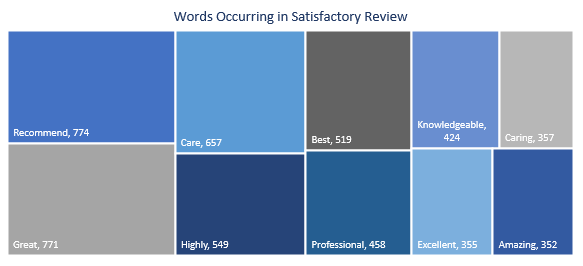 Words Occurring in Satisfactory Review
Recommend, 774
Great, 771
Care, 657
Highly, 549
Best, 519
Professional, 458
Knowledgeable,
424
Caring, 357
Excellent, 355
Amazing, 352